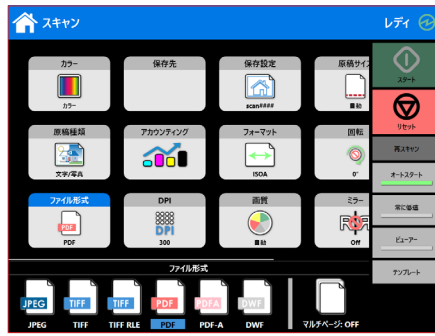 スキャン
レディ
カラー
保存先
保存設定
原稿サイ
カラー
scan####
自動
スタート
原稿種類
アカウンティング
フォーマット
回転
リセット
文字/写真
ISOA
0°
再スキャン
オートスタート
ファイル形式
DPI
画質
ミラー
常に修復
PDF
DPI
PDF
300
自動
Off
ビューアー
ファイル形式
テンプレート
JPEG
TIFF
TIFF
PDF
PDFA
DWF
JPEG
TIFF
TIFF RLE
PDF
PDF-A
DWF
マルチページ: OFF